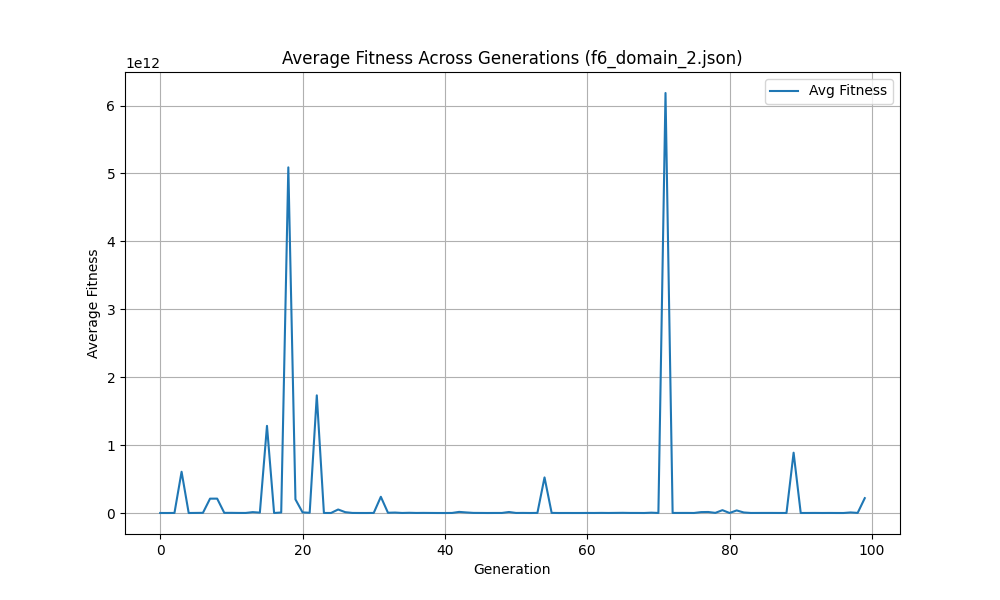 Average Fitness Across Generations (f6_domain_2.json)
1e12
Avg Fitness
6
5
4
3
2
1
0
Average Fitness
0 20 40 60 80 100
Generation